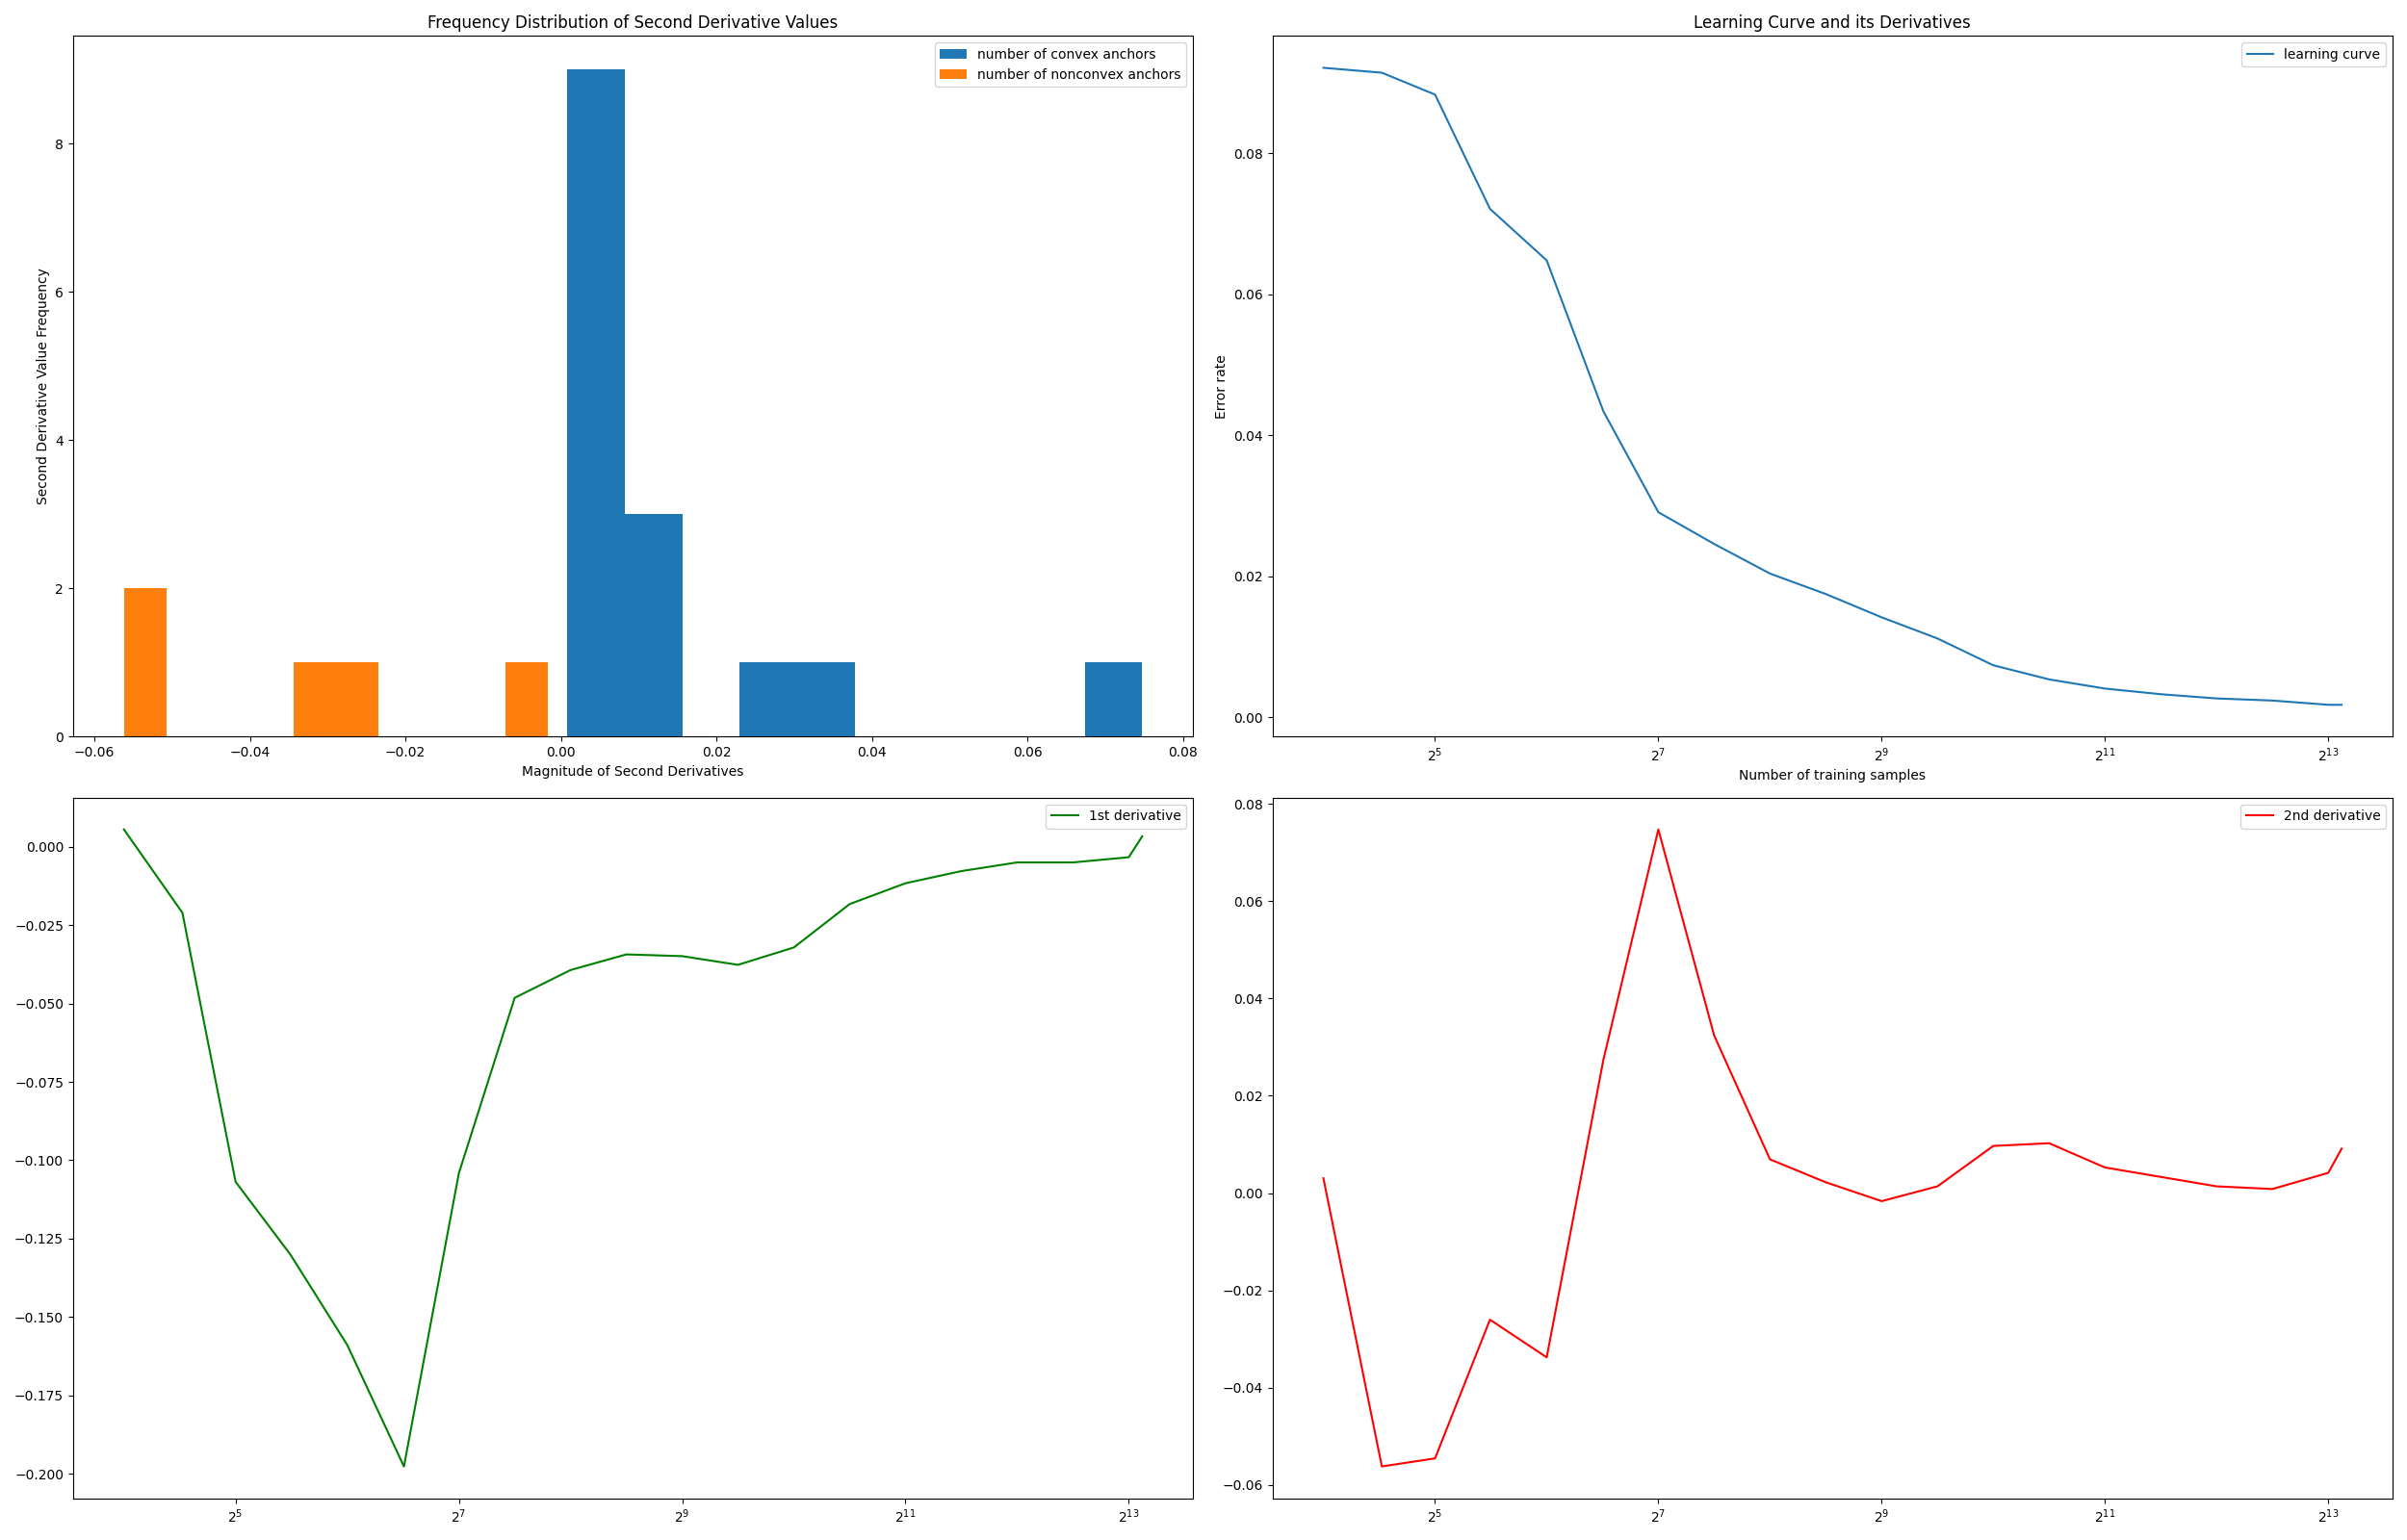 Frequency Distribution of Second Derivative Values
number of convex anchors
number of nonconvex anchors
Second Derivative Value Frequency
8
6
4
2
0
−0.06 −0.04 −0.02 0.00 0.02 0.04 0.06 0.08
Magnitude of Second Derivatives
Learning Curve and its Derivatives
learning curve
Error rate
0.08
0.06
0.04
0.02
0.00
2⁵ 2⁷ 2⁹ 2¹¹ 2¹³
Number of training samples
1st derivative
0.000
−0.025
−0.050
−0.075
−0.100
−0.125
−0.150
−0.175
−0.200
2⁵ 2⁷ 2⁹ 2¹¹ 2¹³
2nd derivative
0.08
0.06
0.04
0.02
0.00
−0.02
−0.04
−0.06
2⁵ 2⁷ 2⁹ 2¹¹ 2¹³